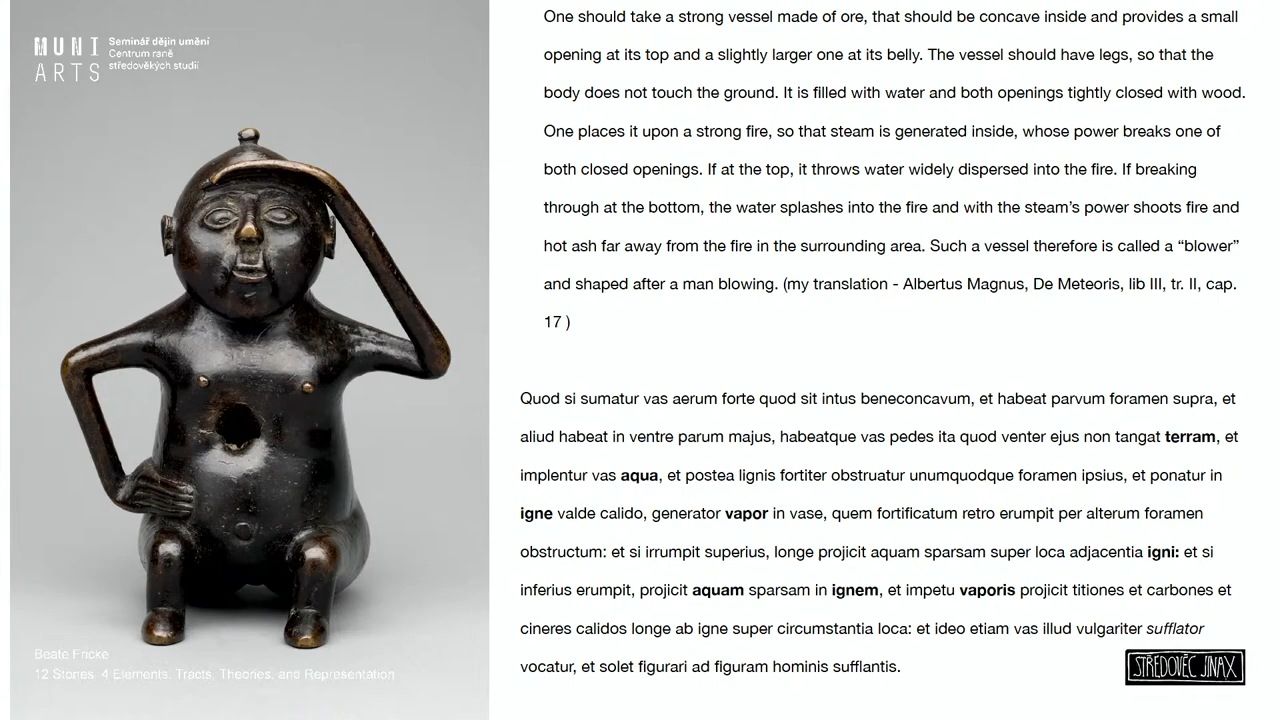 MUNI
ARTS
Seminář dějin umění
Centrum raně
středověkých studií
One should take a strong vessel made of ore, that should be concave inside and provides a small
opening at its top and a slightly larger one at its belly. The vessel should have legs, so that the
body does not touch the ground. It is filled with water and both openings tightly closed with wood.
One places it upon a strong fire, so that steam is generated inside, whose power breaks one of
both closed openings. If at the top, it throws water widely dispersed into the fire. If breaking
through at the bottom, the water splashes into the fire and with the steam’s power shoots fire and
hot ash far away from the fire in the surrounding area. Such a vessel therefore is called a “blower”
and shaped after a man blowing. (my translation - Albertus Magnus, De Meteoris, lib III, tr. II, cap.
17 )
Quod si sumatur vas aerum forte quod sit intus beneconcavum, et habeat parvum foramen supra, et
aliud habeat in ventre parum majus, habeatque vas pedes ita quod venter ejus non tangat terram, et
implentur vas aqua, et postea lignis fortiter obstruatur unumquodque foramen ipsius, et ponatur in
igne valde calido, generator vapor in vase, quem fortificatum retro erumpit per alterum foramen
obstructum: et si irrumpit superius, longe projicit aquam sparsam super loca adjacentia igni: et si
inferius erumpit, projicit aquam sparsam in ignem, et impetu vaporis projicit titiones et carbones et
cineres calidos longe ab igne super circumstantia loca: et ideo etiam vas illud vulgariter sufflator
vocatur, et solet figurari ad figuram hominis sufflantis.
Beate Fricke
12 Stones, 4 Elements. Tracts, Theories, and Representation
STŘEDOVĚC JINAX